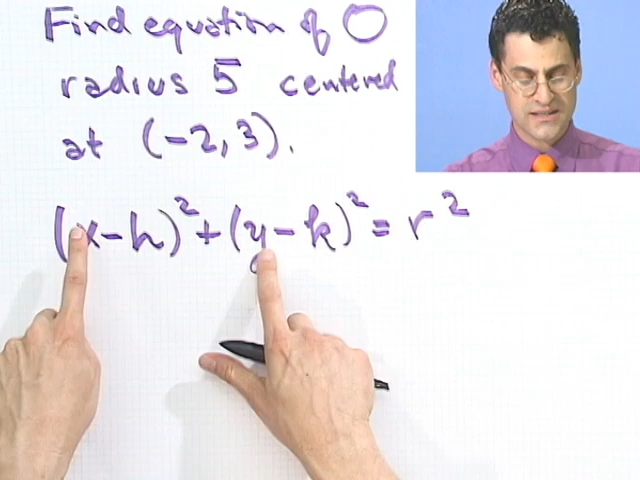 Find equation of ○
radius 5 centered
at (-2, 3).
(x-h)² + (y-k)² = r²